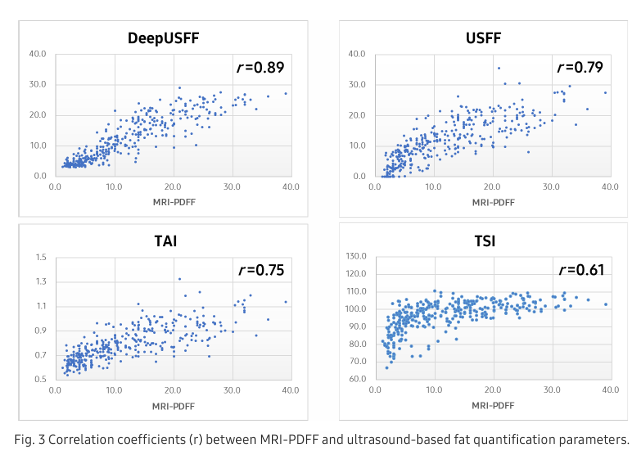 DeepUSFF
r=0.89
40.0
30.0
20.0
10.0
0.0
0.0 10.0 20.0 30.0 40.0
MRI-PDFF
USFF
r=0.79
40.0
30.0
20.0
10.0
0.0
0.0 10.0 20.0 30.0 40.0
MRI-PDFF
TAI
r=0.75
1.5
1.3
1.1
0.9
0.7
0.5
0.0 10.0 20.0 30.0 40.0
MRI-PDFF
TSI
r=0.61
130.0
120.0
110.0
100.0
90.0
80.0
70.0
60.0
0.0 10.0 20.0 30.0 40.0
MRI-PDFF
Fig. 3 Correlation coefficients (r) between MRI-PDFF and ultrasound-based fat quantification parameters.